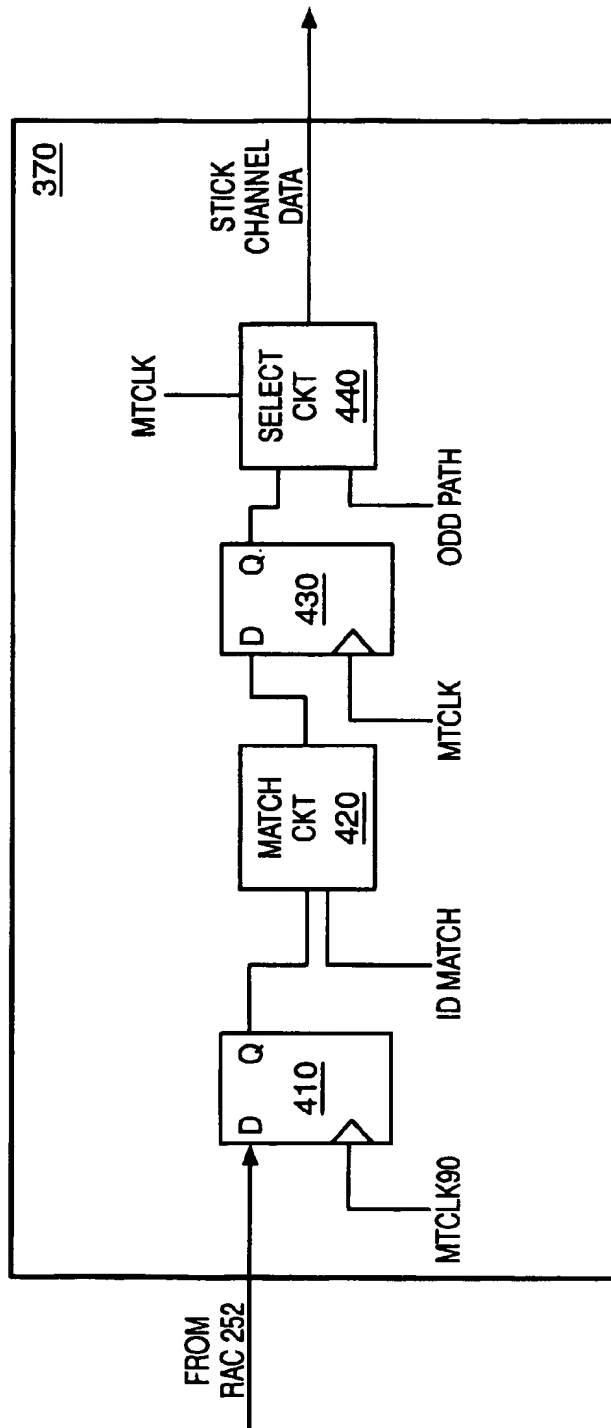 370
FROM
RAC 252
D
Q
410
MTCLK90
ID MATCH
MATCH
CKT
420
D
Q
430
MTCLK
MTCLK
SELECT
CKT
440
ODD PATH
STICK
CHANNEL
DATA